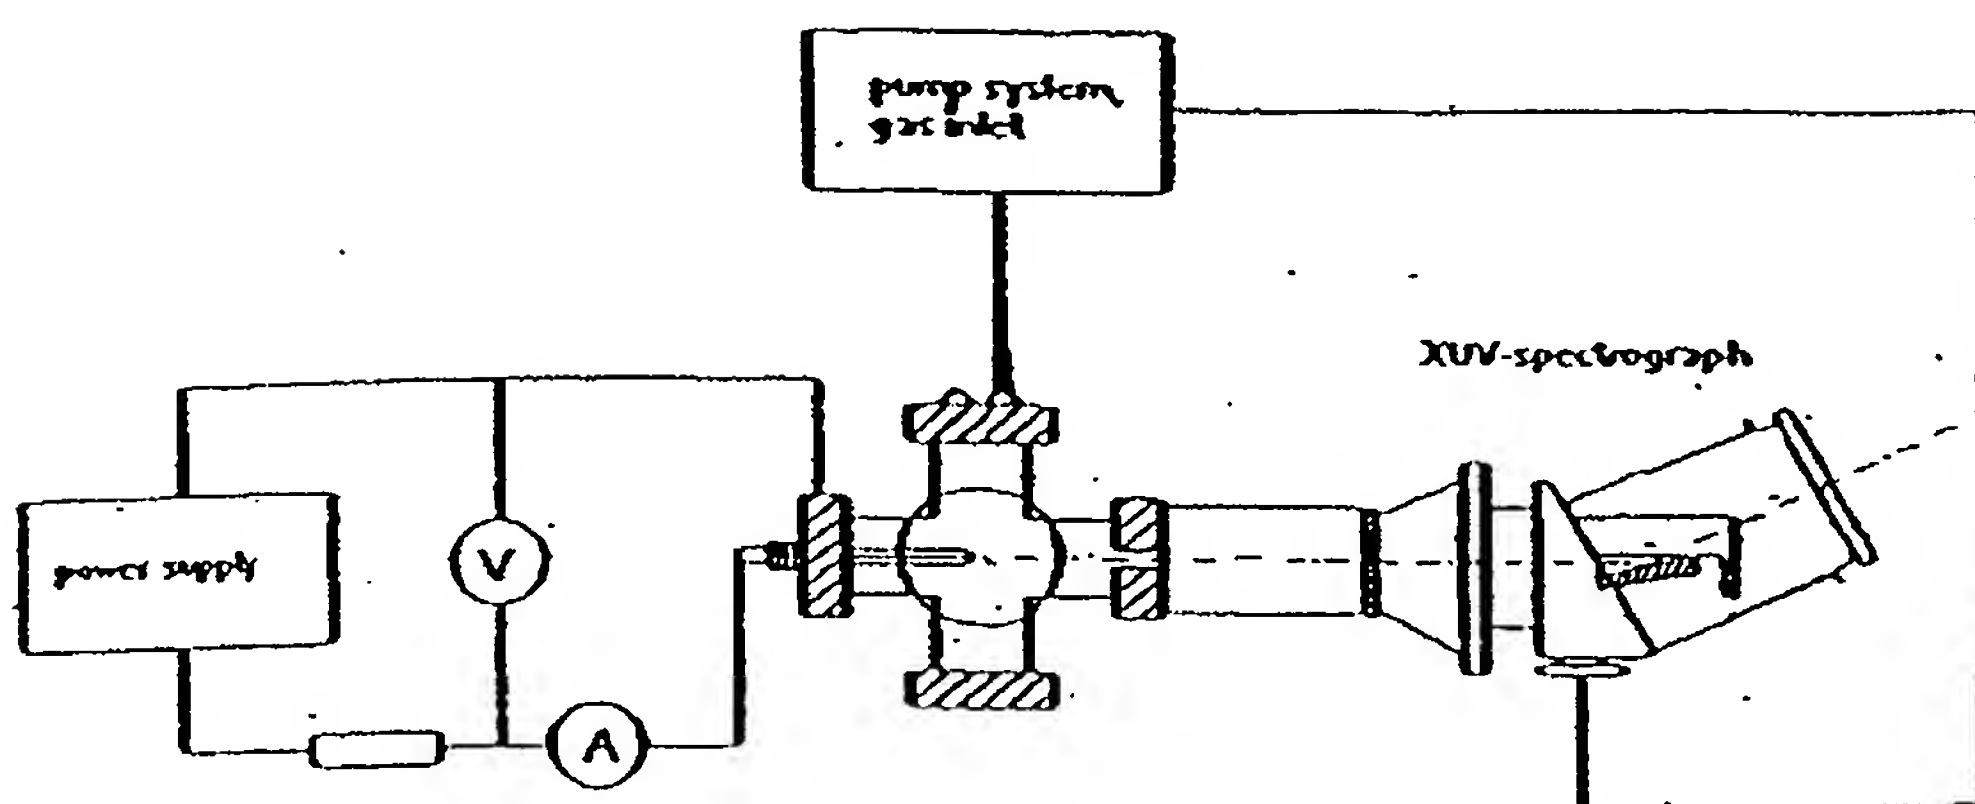 pump system
gas inlet
XUV-spectrograph
power supply
V
A